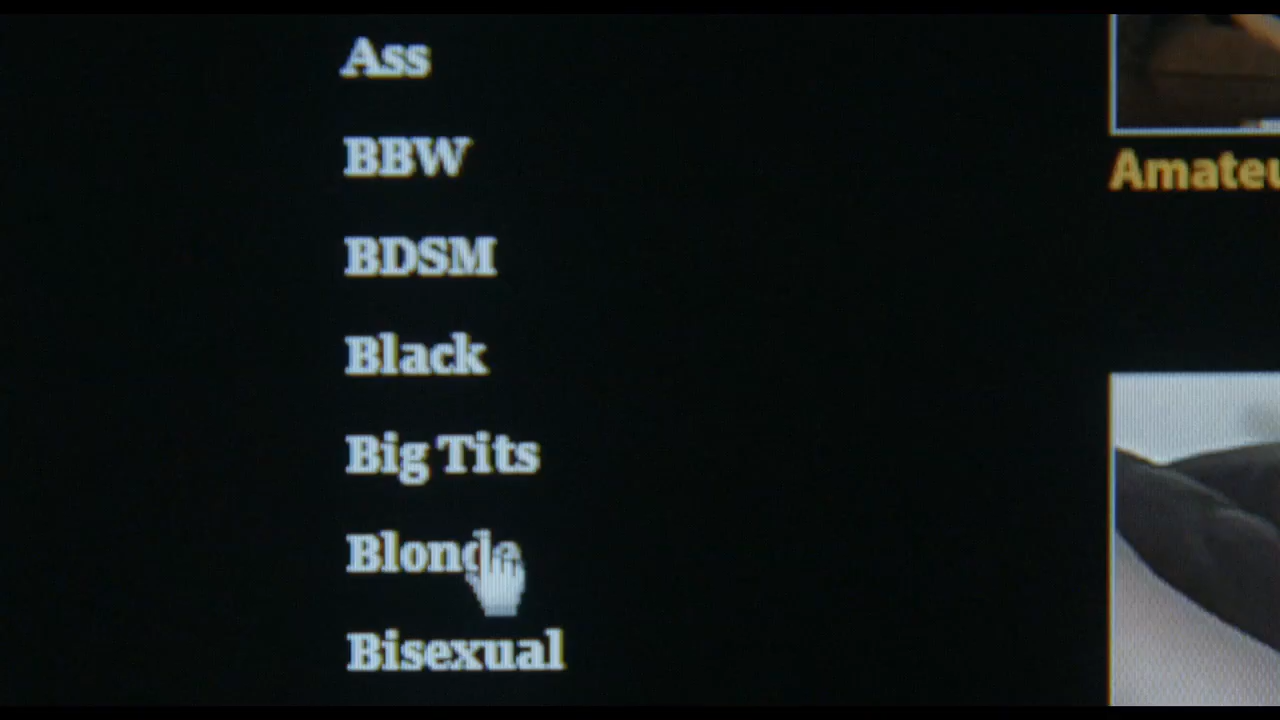 Ass
BBW
BDSM
Black
Big Tits
Blonde
Bisexual
Amateu